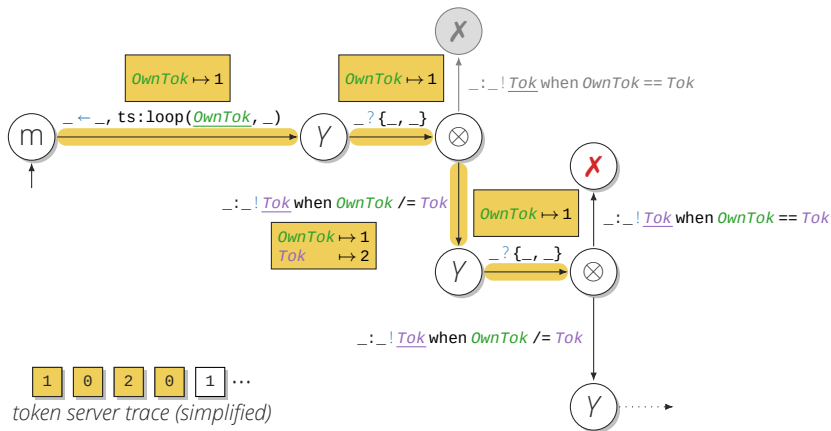 ✗
OwnTok ↦ 1
OwnTok ↦ 1
_:_!Tok when OwnTok == Tok
_ ← _, ts:loop(OwnTok,_)
_?{_,_}
m
Y
⊗
✗
_:_!Tok when OwnTok /= Tok
OwnTok ↦ 1
_:_!Tok when OwnTok == Tok
OwnTok ↦ 1
Tok ↦ 2
_?{_,_}
Y
⊗
_:_!Tok when OwnTok /= Tok
1 0 2 0 1 ...
Y
token server trace (simplified)